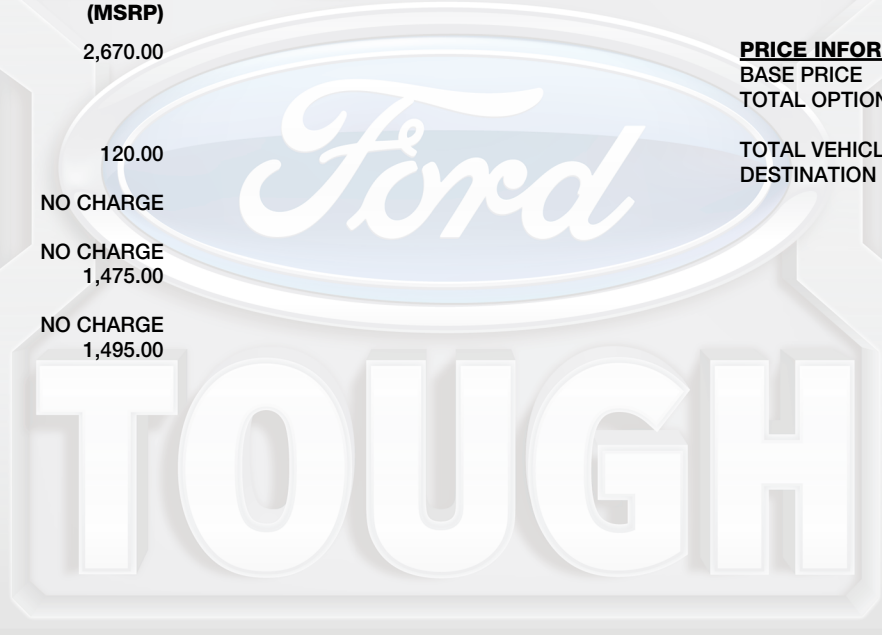 (MSRP)
2,670.00
120.00
NO CHARGE
NO CHARGE
1,475.00
NO CHARGE
1,495.00
PRICE INFOR
BASE PRICE
TOTAL OPTION
TOTAL VEHICL
DESTINATION
Ford
TOUGH